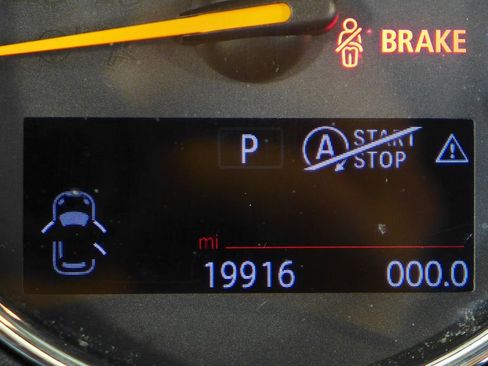 BRAKE
P A START
STOP
mi
19916 000.0